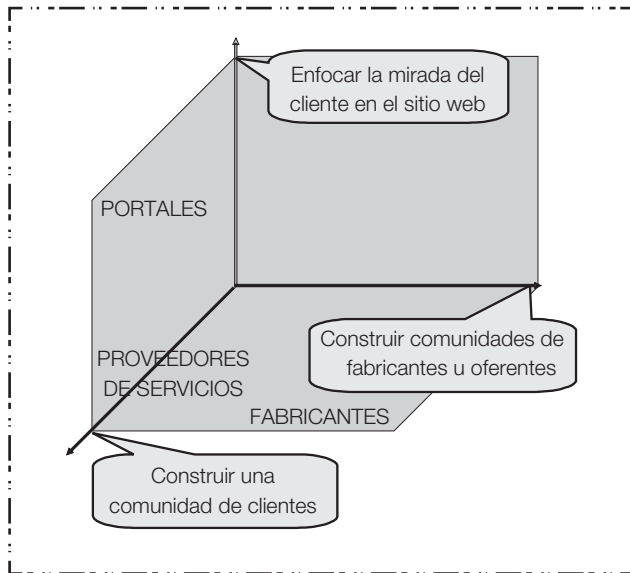 Enfocar la mirada del
cliente en el sitio web
PORTALES
Construir comunidades de
fabricantes u oferentes
PROVEEDORES
DE SERVICIOS
FABRICANTES
Construir una
comunidad de clientes